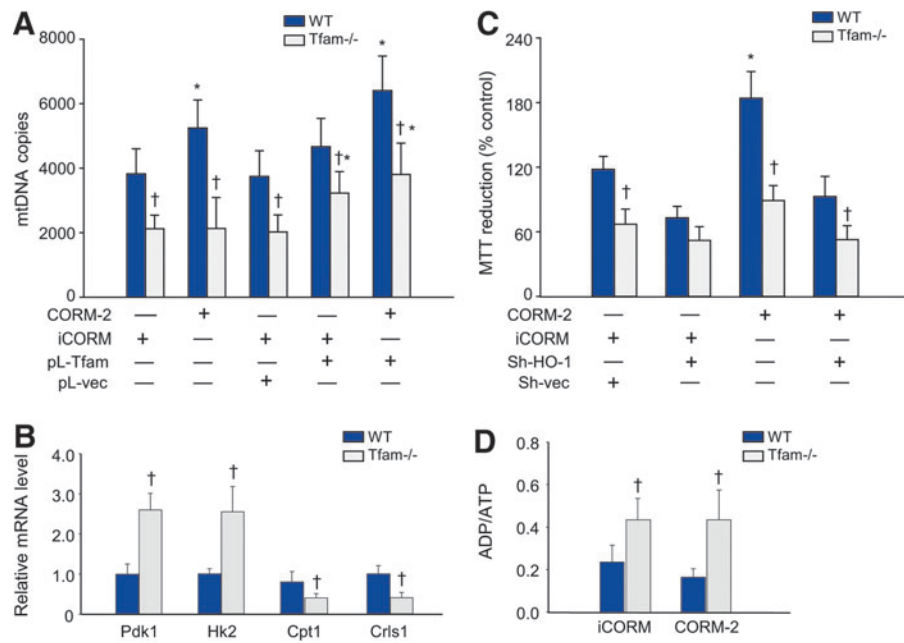 A
WT
Tfam-/-
mtDNA copies
8000
6000
4000
2000
0
*
*
† † † †* †*
CORM-2 — + — — +
iCORM + — + + —
pL-Tfam — — — + +
pL-vec — — + — —
C
WT
Tfam-/-
MTT reduction (% control)
240
180
120
60
0
*
† † †
CORM-2 — — + +
iCORM + + — —
Sh-HO-1 — + — +
Sh-vec + — — —
B
WT
Tfam-/-
Relative mRNA level
4.0
3.0
2.0
1.0
0
† † † †
Pdk1 Hk2 Cpt1 Crls1
D
WT
Tfam-/-
ADP/ATP
0.8
0.6
0.4
0.2
0.0
† †
iCORM CORM-2